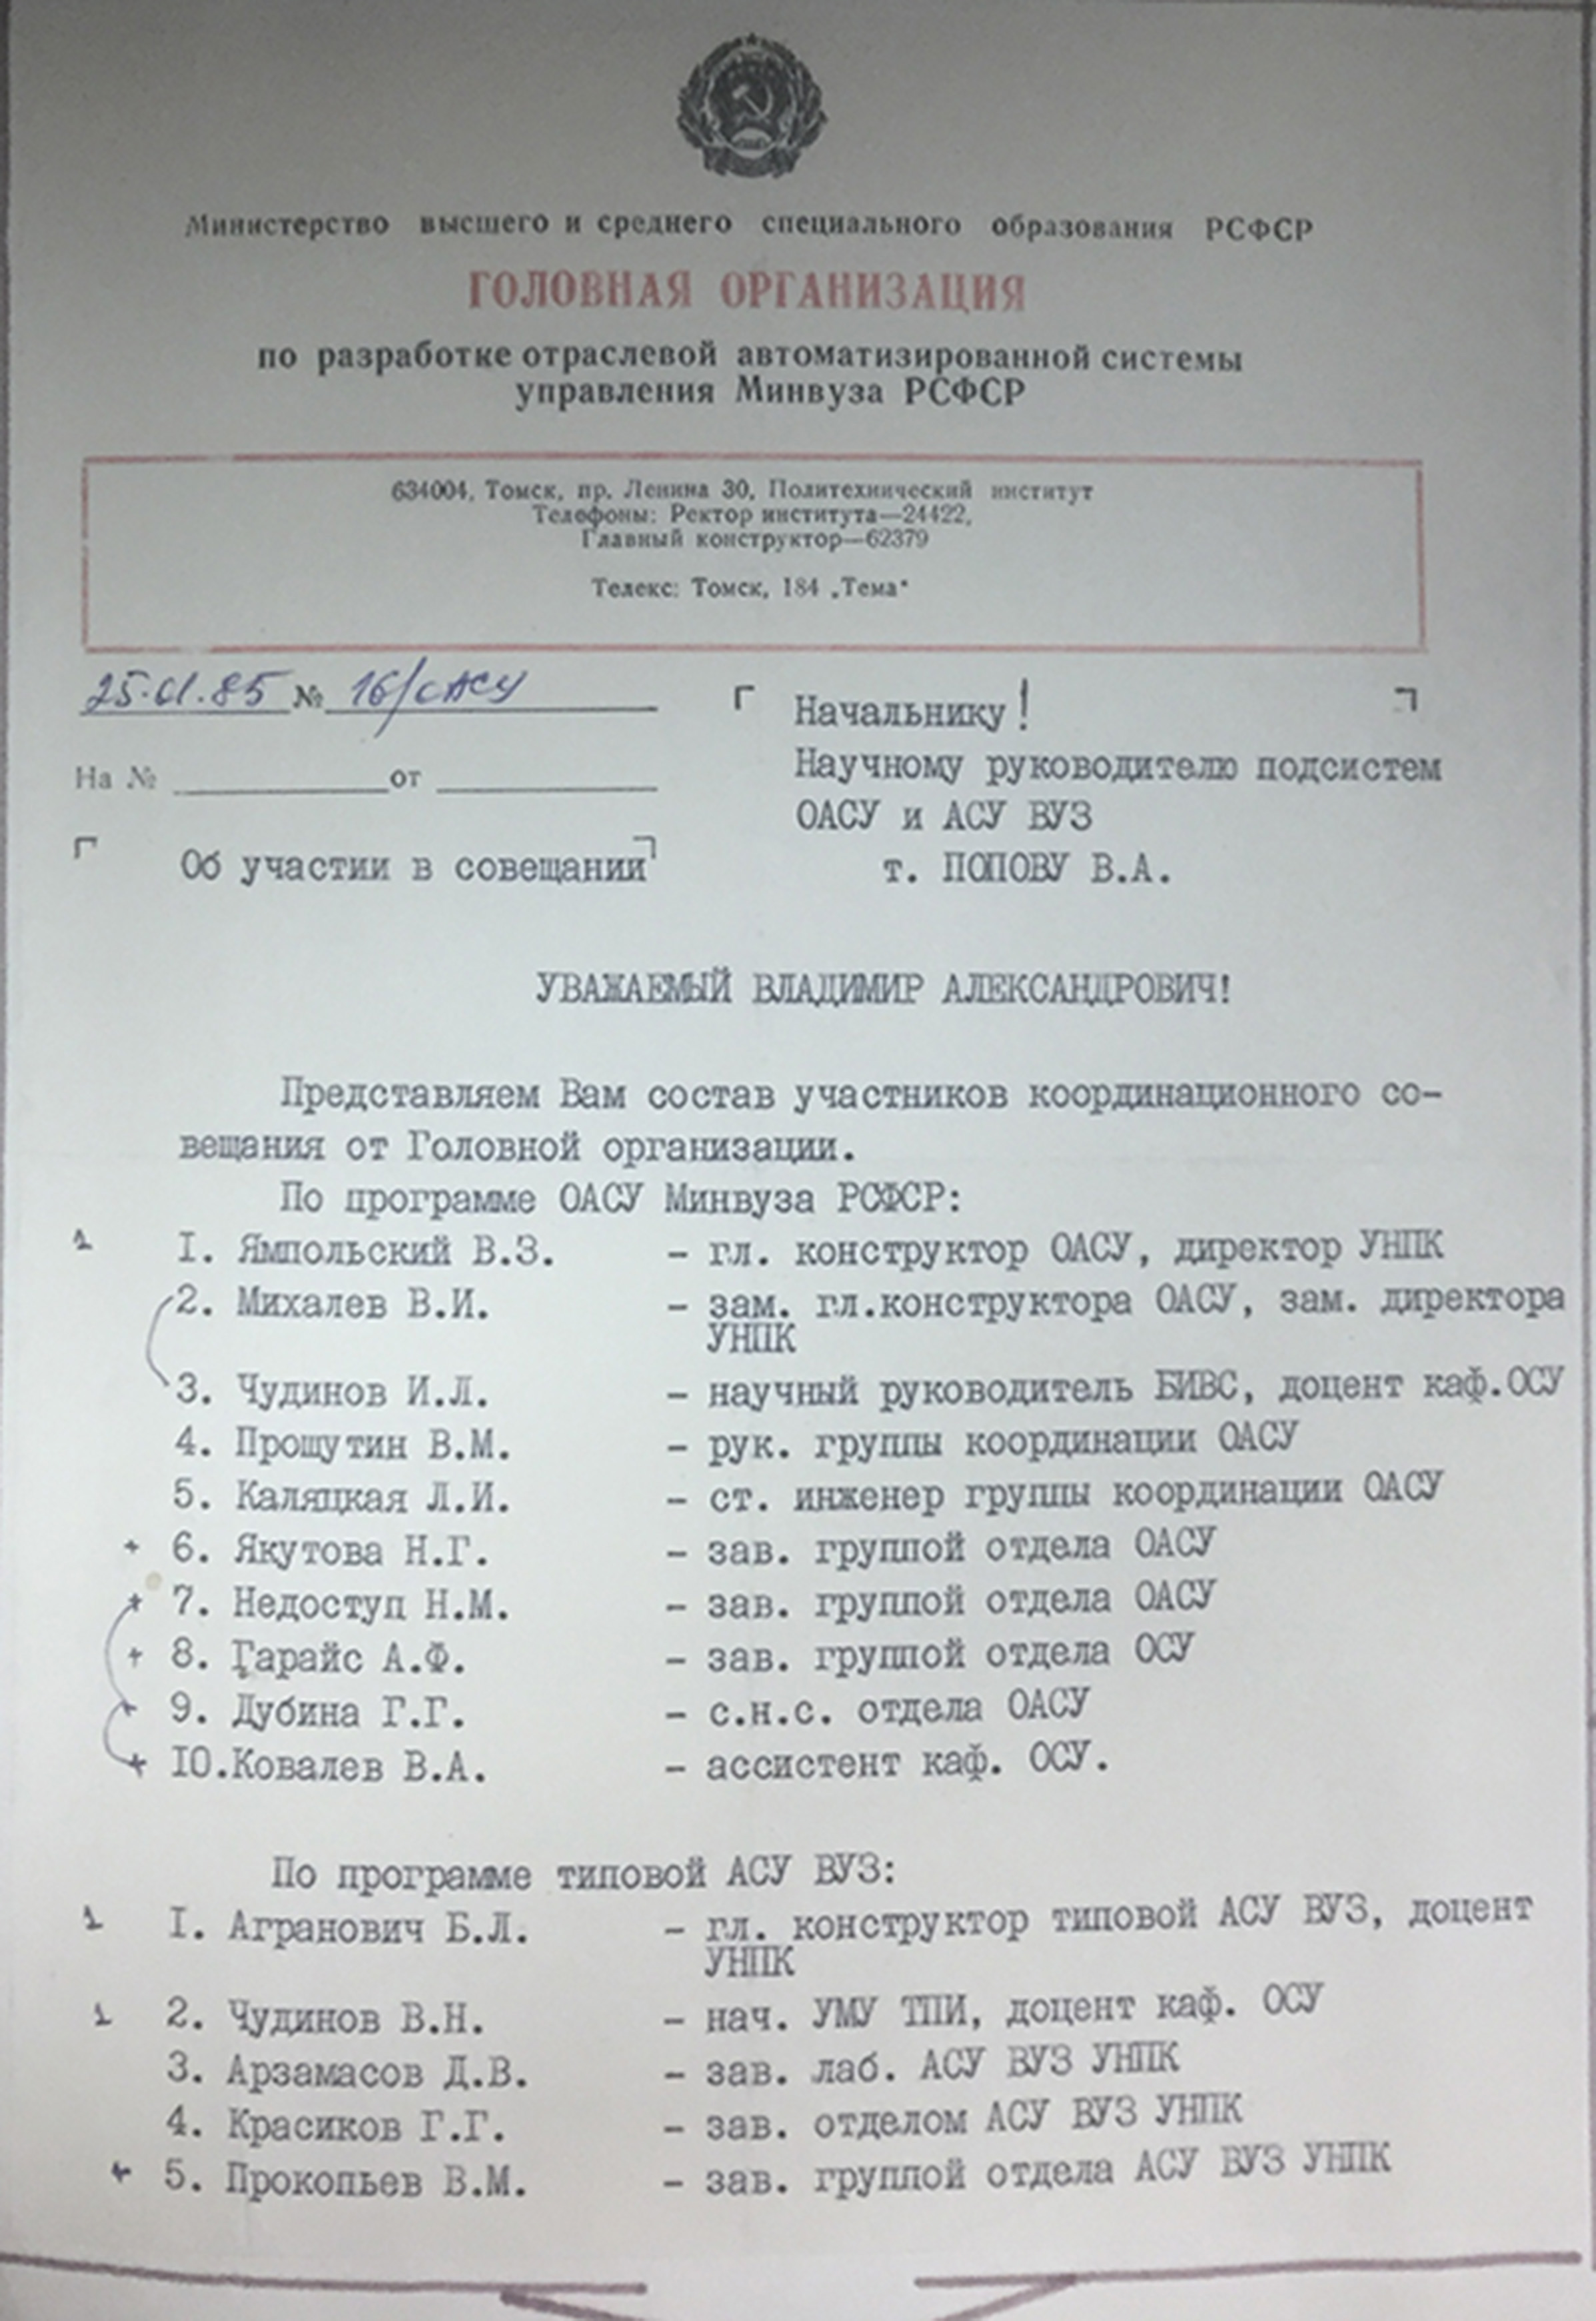 Министерство высшего и среднего специального образования РСФСР
ГОЛОВНАЯ ОРГАНИЗАЦИЯ
по разработке отраслевой автоматизированной системы
управления Минвуза РСФСР
634004, Томск, пр. Ленина 30, Политехнический институт
Телефоны: Ректор института—24422,
Главный конструктор—62379
Телекс: Томск, 184 „Тема"
25.01.85 № 16/ОАСУ
На № от
Об участии в совещании
Начальнику!
Научному руководителю подсистем
ОАСУ и АСУ ВУЗ
т. ПОПОВУ В.А.
УВАЖАЕМЫЙ ВЛАДИМИР АЛЕКСАНДРОВИЧ!
Представляем Вам состав участников координационного со-
вещания от Головной организации.
По программе ОАСУ Минвуза РСФСР:
1 I. Ямпольский В.З. – гл. конструктор ОАСУ, директор УНПК
2. Михалев В.И. – зам. гл.конструктора ОАСУ, зам. директора
УНПК
3. Чудинов И.Л. – научный руководитель БИВС, доцент каф.ОСУ
4. Прощутин В.М. – рук. группы координации ОАСУ
5. Каляцкая Л.И. – ст. инженер группы координации ОАСУ
+ 6. Якутова Н.Г. – зав. группой отдела ОАСУ
+ 7. Недоступ Н.М. – зав. группой отдела ОАСУ
+ 8. Гарайс А.Ф. – зав. группой отдела ОСУ
+ 9. Дубина Г.Г. – с.н.с. отдела ОАСУ
+ IO.Ковалев В.А. – ассистент каф. ОСУ.
По программе типовой АСУ ВУЗ:
1 I. Агранович Б.Л. – гл. конструктор типовой АСУ ВУЗ, доцент
УНПК
1 2. Чудинов В.Н. – нач. УМУ ТПИ, доцент каф. ОСУ
3. Арзамасов Д.В. – зав. лаб. АСУ ВУЗ УНПК
4. Красиков Г.Г. – зав. отделом АСУ ВУЗ УНПК
+ 5. Прокопьев В.М. – зав. группой отдела АСУ ВУЗ УНПК